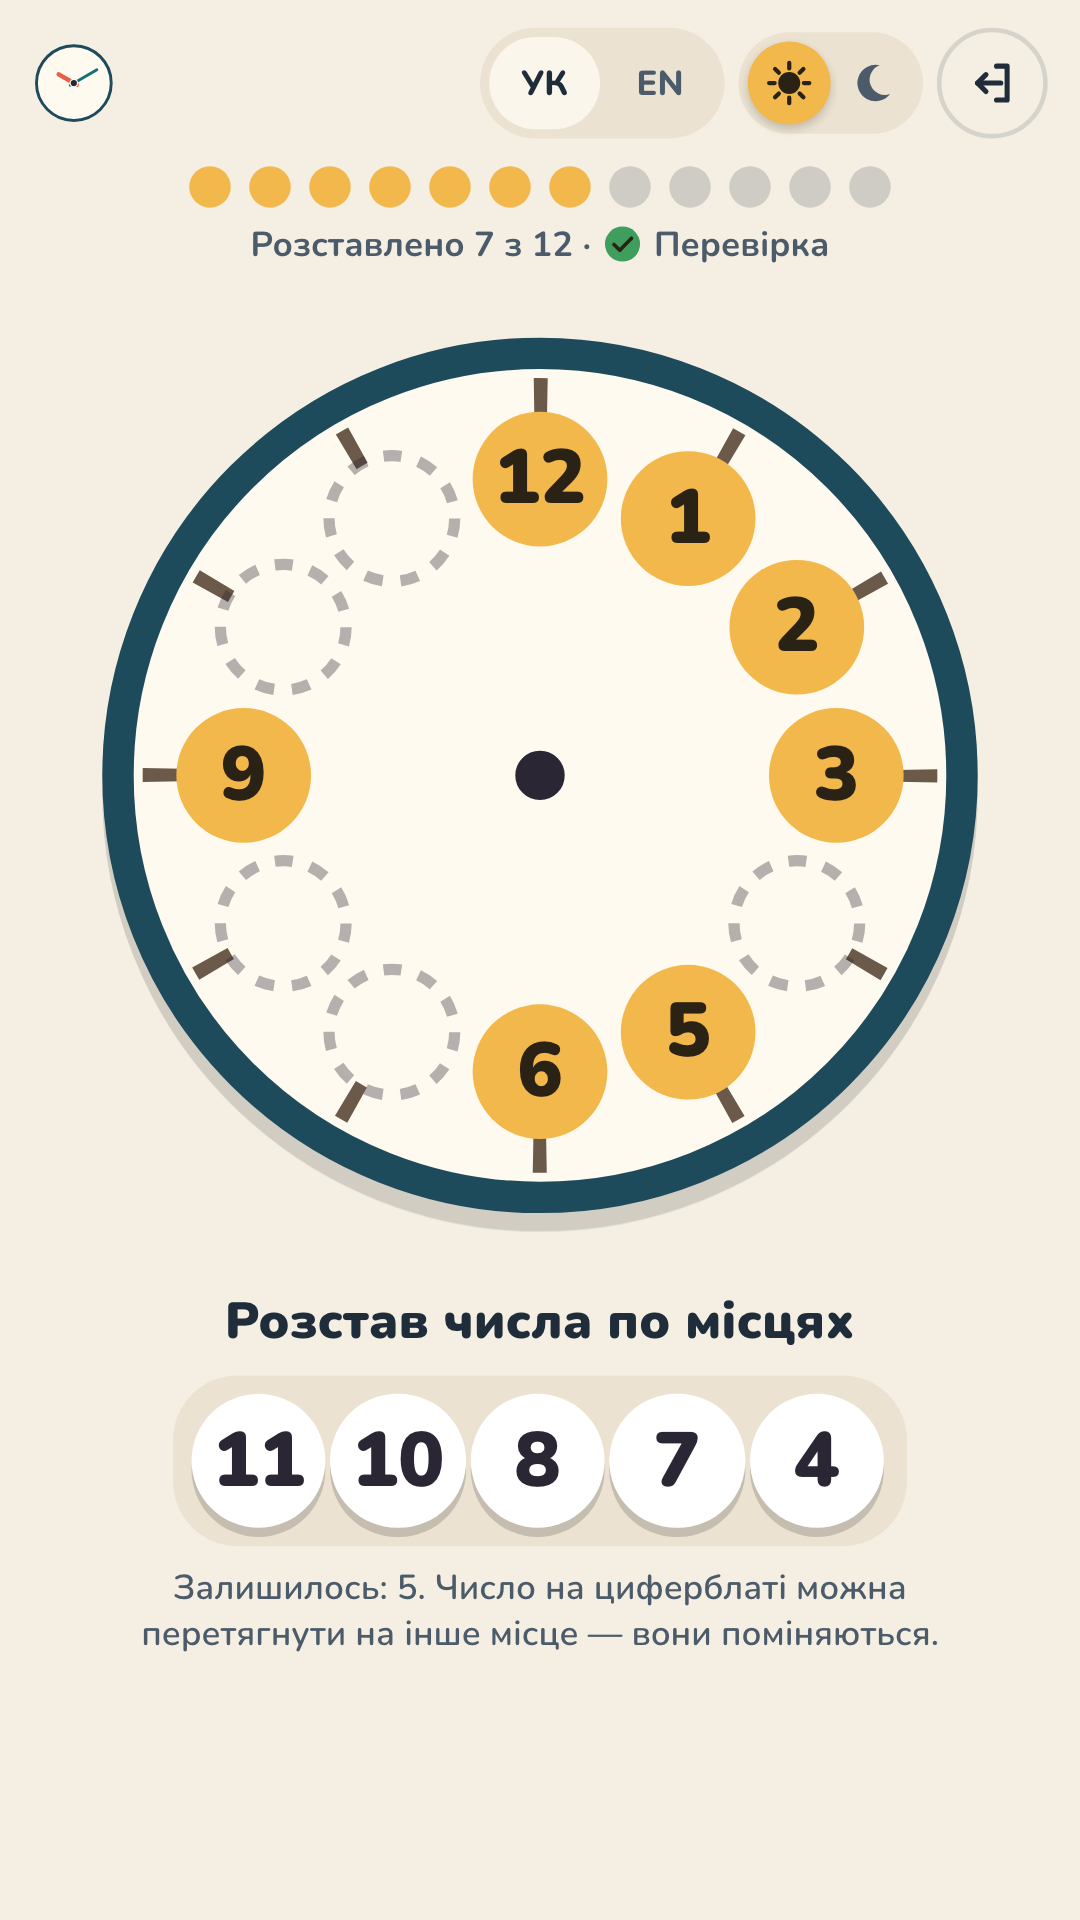 УК EN
Розставлено 7 з 12 · Перевірка
12
1
2
9
3
5
6
Розстав числа по місцях
11 10 8 7 4
Залишилось: 5. Число на циферблаті можна
перетягнути на інше місце — вони поміняються.